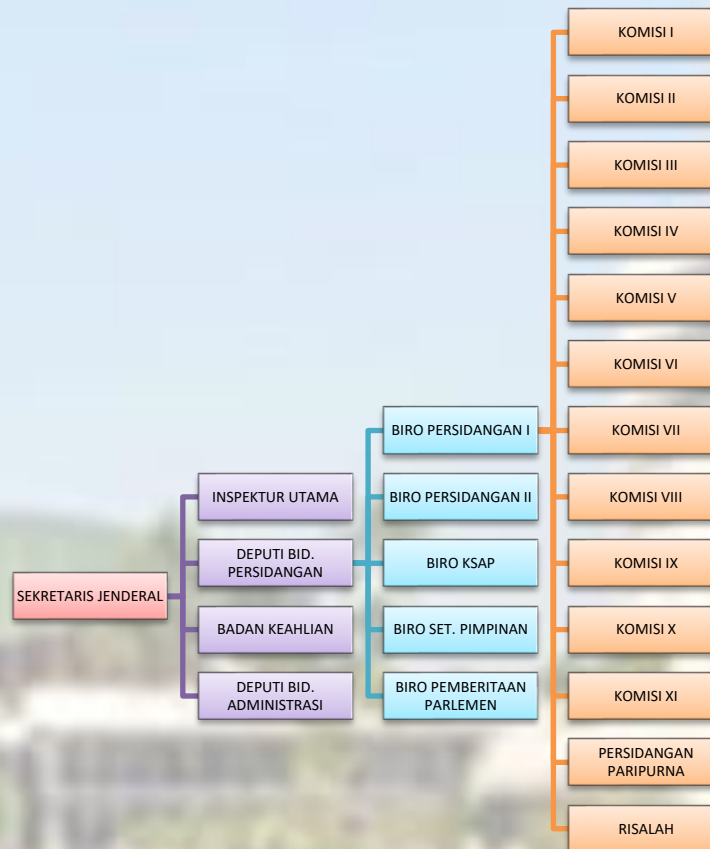 SEKRETARIS JENDERAL
INSPEKTUR UTAMA
DEPUTI BID.
PERSIDANGAN
BADAN KEAHLIAN
DEPUTI BID.
ADMINISTRASI
BIRO PERSIDANGAN I
BIRO PERSIDANGAN II
BIRO KSAP
BIRO SET. PIMPINAN
BIRO PEMBERITAAN
PARLEMEN
KOMISI I
KOMISI II
KOMISI III
KOMISI IV
KOMISI V
KOMISI VI
KOMISI VII
KOMISI VIII
KOMISI IX
KOMISI X
KOMISI XI
PERSIDANGAN
PARIPURNA
RISALAH